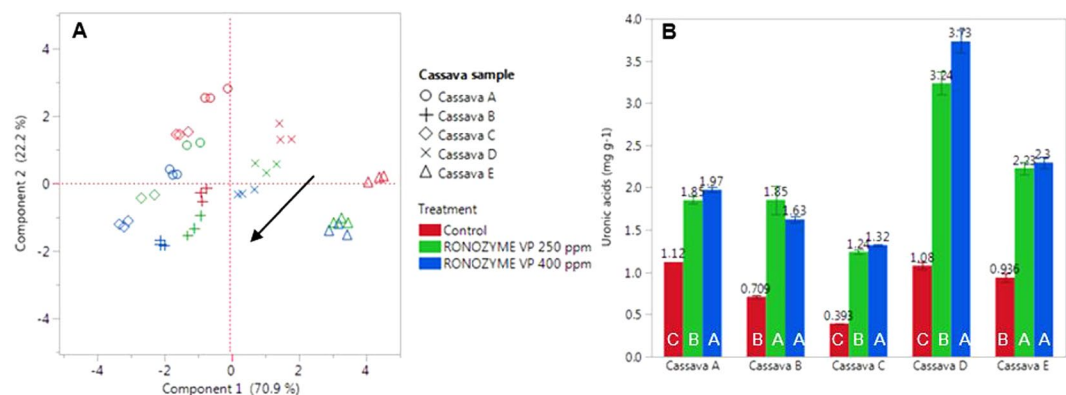 A
4
2
0
-2
-4
-4
-2
0
2
4
Component 2 (22.2 %)
Component 1 (70.9 %)
Cassava sample
Cassava A
Cassava B
Cassava C
Cassava D
Cassava E
Treatment
Control
RONOZYME VP 250 ppm
RONOZYME VP 400 ppm
B
4.0
3.5
3.0
2.5
2.0
1.5
1.0
0.5
0.0
Uronic acids (mg g-1)
1.12
1.85
1.97
0.709
1.85
1.63
0.393
1.24
1.32
1.08
3.24
3.73
0.936
2.23
2.3
C B A
B A A
C B A
C B A
B A A
Cassava A
Cassava B
Cassava C
Cassava D
Cassava E